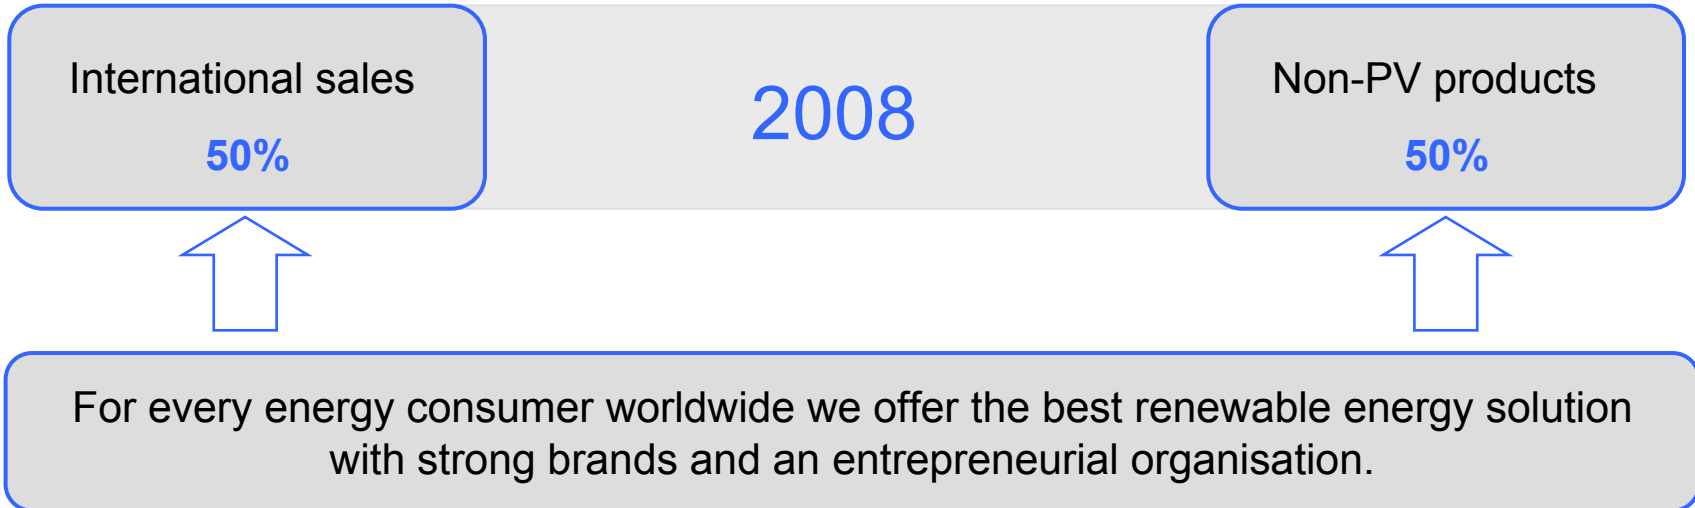 International sales
50%
2008
Non-PV products
50%
For every energy consumer worldwide we offer the best renewable energy solution
with strong brands and an entrepreneurial organisation.